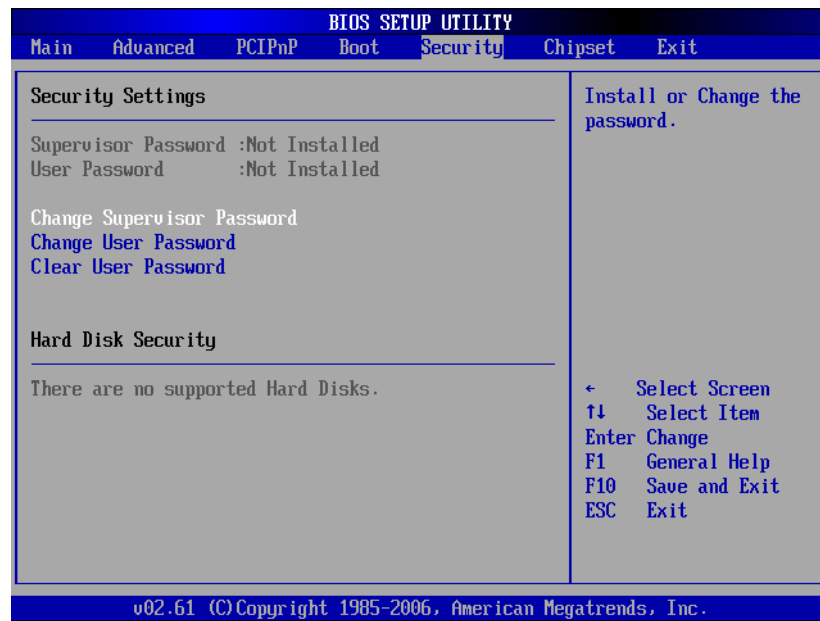 BIOS SETUP UTILITY
Main Advanced PCIPnP Boot Security Chipset Exit
Security Settings
Supervisor Password :Not Installed
User Password :Not Installed
Change Supervisor Password
Change User Password
Clear User Password
Hard Disk Security
There are no supported Hard Disks.
Install or Change the
password.
← Select Screen
↑↓ Select Item
Enter Change
F1 General Help
F10 Save and Exit
ESC Exit
v02.61 (C)Copyright 1985-2006, American Megatrends, Inc.